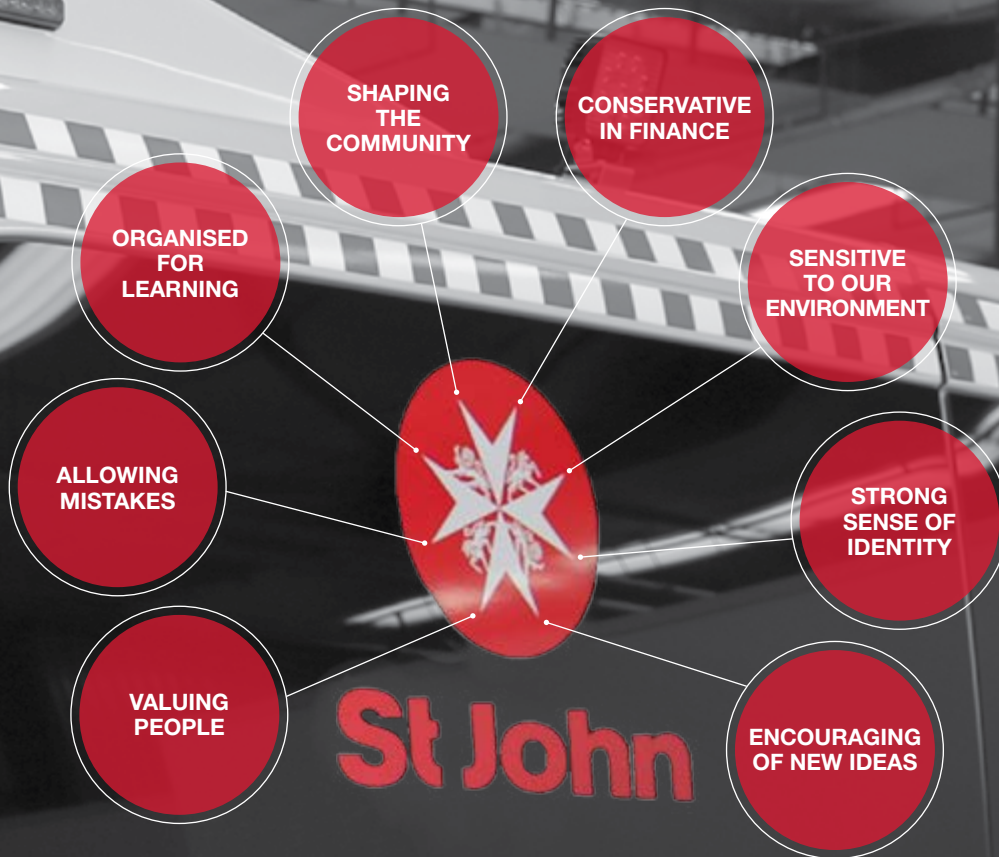 SHAPING
THE
COMMUNITY
CONSERVATIVE
IN FINANCE
ORGANISED
FOR
LEARNING
SENSITIVE
TO OUR
ENVIRONMENT
ALLOWING
MISTAKES
STRONG
SENSE OF
IDENTITY
VALUING
PEOPLE
ENCOURAGING
OF NEW IDEAS
St John